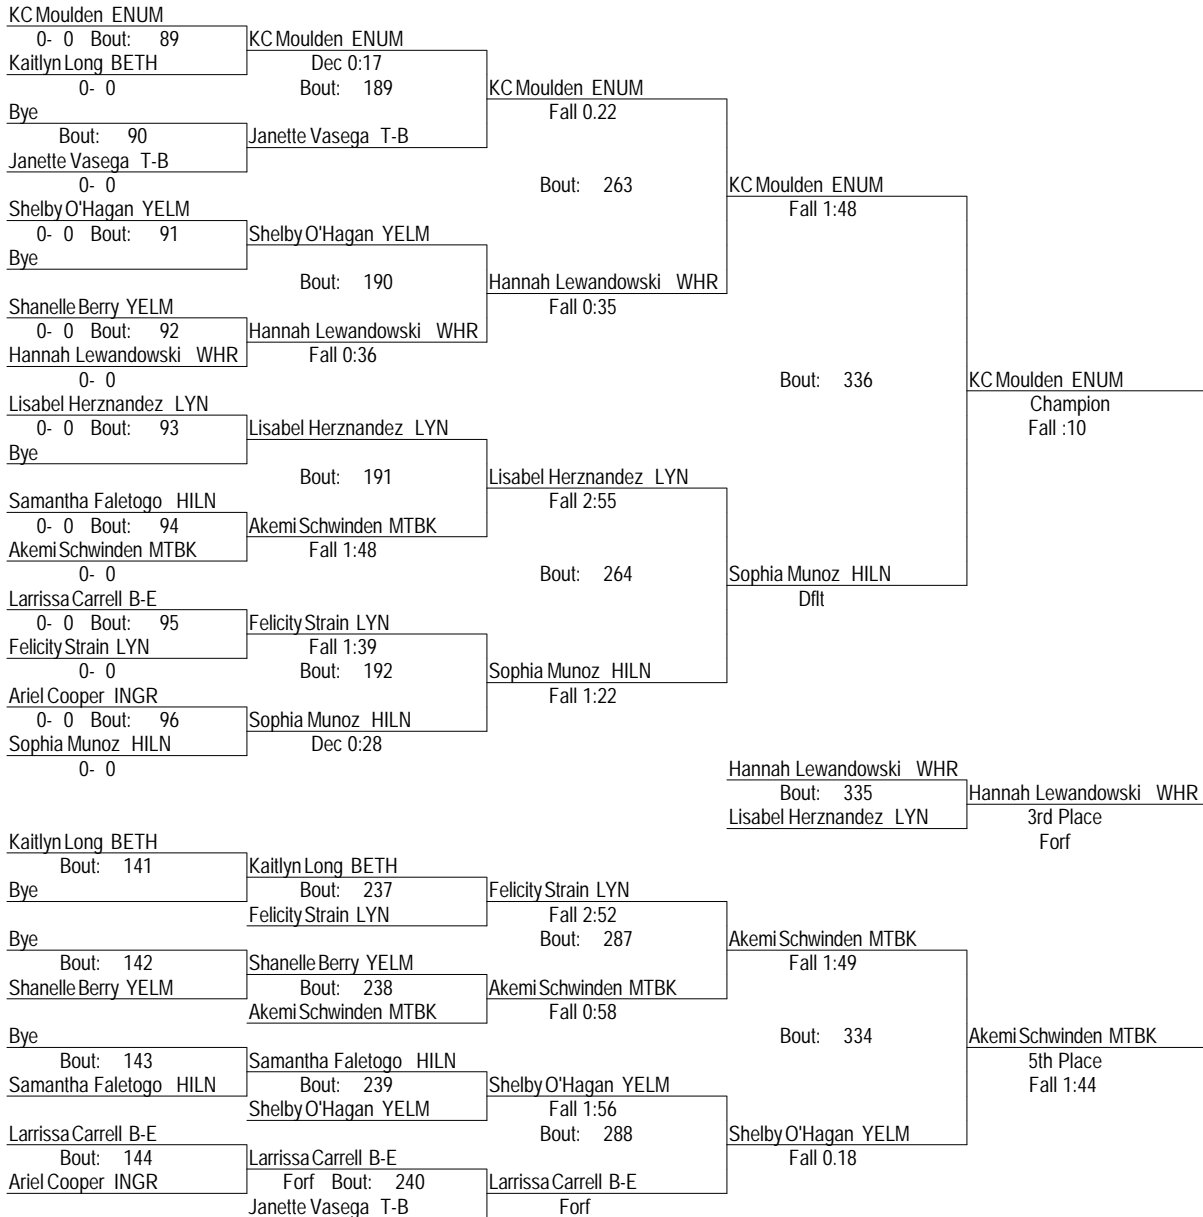 KC Moulden ENUM
0- 0 Bout: 89
KC Moulden ENUM
Kaitlyn Long BETH
Dec 0:17
0- 0
Bout: 189
KC Moulden ENUM
Bye
Fall 0.22
Bout: 90
Janette Vasega T-B
Janette Vasega T-B
0- 0
Bout: 263
KC Moulden ENUM
Shelby O'Hagan YELM
Fall 1:48
0- 0 Bout: 91
Shelby O'Hagan YELM
Bye
Bout: 190
Hannah Lewandowski WHR
Shanelle Berry YELM
Fall 0:35
0- 0 Bout: 92
Hannah Lewandowski WHR
Hannah Lewandowski WHR
Fall 0:36
0- 0
Bout: 336
KC Moulden ENUM
Lisabel Herznandez LYN
Champion
0- 0 Bout: 93
Lisabel Herznandez LYN
Fall :10
Bye
Bout: 191
Lisabel Herznandez LYN
Samantha Faletogo HILN
Fall 2:55
0- 0 Bout: 94
Akemi Schwinden MTBK
Akemi Schwinden MTBK
Fall 1:48
0- 0
Bout: 264
Sophia Munoz HILN
Larrissa Carrell B-E
Dflt
0- 0 Bout: 95
Felicity Strain LYN
Felicity Strain LYN
Fall 1:39
0- 0
Bout: 192
Sophia Munoz HILN
Ariel Cooper INGR
Fall 1:22
0- 0 Bout: 96
Sophia Munoz HILN
Sophia Munoz HILN
Dec 0:28
0- 0
Hannah Lewandowski WHR
Bout: 335
Hannah Lewandowski WHR
Lisabel Herznandez LYN
3rd Place
Forf
Kaitlyn Long BETH
Bout: 141
Kaitlyn Long BETH
Bye
Bout: 237
Felicity Strain LYN
Felicity Strain LYN
Fall 2:52
Bye
Bout: 287
Akemi Schwinden MTBK
Bout: 142
Shanelle Berry YELM
Fall 1:49
Shanelle Berry YELM
Bout: 238
Akemi Schwinden MTBK
Akemi Schwinden MTBK
Fall 0:58
Bye
Bout: 334
Akemi Schwinden MTBK
Bout: 143
Samantha Faletogo HILN
5th Place
Samantha Faletogo HILN
Bout: 239
Shelby O'Hagan YELM
Fall 1:44
Shelby O'Hagan YELM
Fall 1:56
Larrissa Carrell B-E
Bout: 288
Shelby O'Hagan YELM
Bout: 144
Larrissa Carrell B-E
Fall 0.18
Ariel Cooper INGR
Forf Bout: 240
Larrissa Carrell B-E
Janette Vasega T-B
Forf